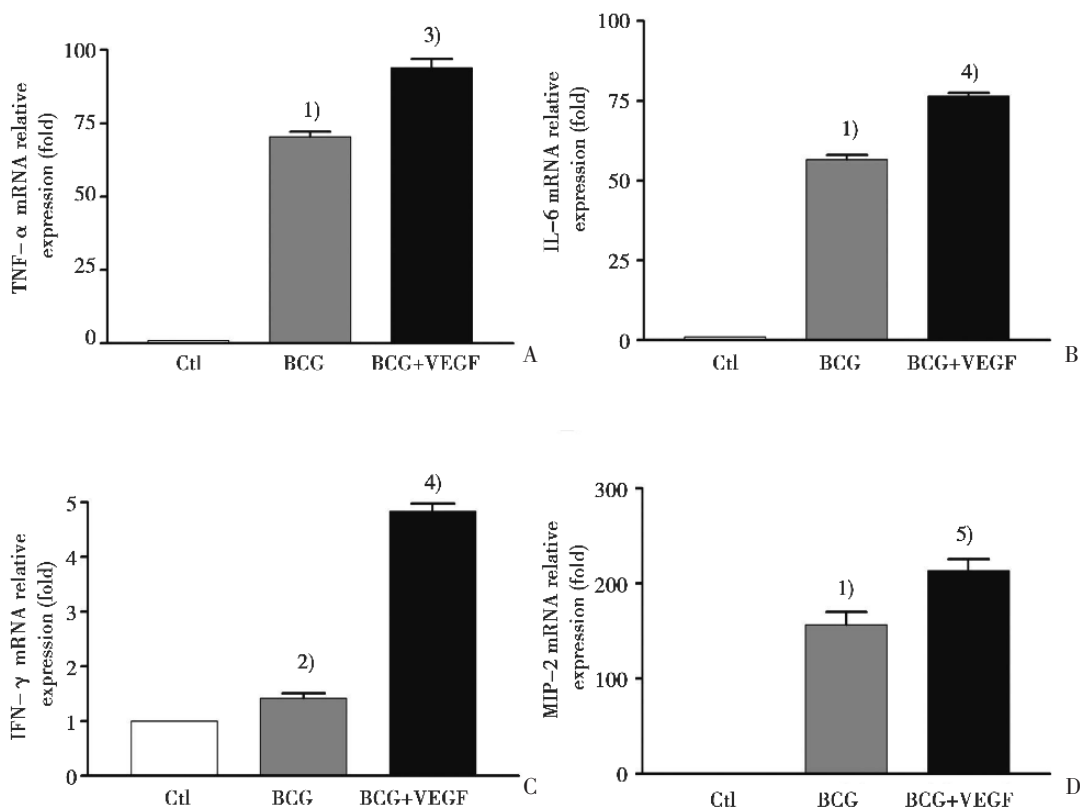 TNF- α mRNA relative
expression (fold)
100
75
50
25
0
1)
3)
Ctl
BCG
BCG+VEGF
A
IL-6 mRNA relative
expression (fold)
100
75
50
25
0
1)
4)
Ctl
BCG
BCG+VEGF
B
IFN- γ mRNA relative
expression (fold)
5
4
3
2
1
0
2)
4)
Ctl
BCG
BCG+VEGF
C
MIP-2 mRNA relative
expression (fold)
300
200
100
0
1)
5)
Ctl
BCG
BCG+VEGF
D